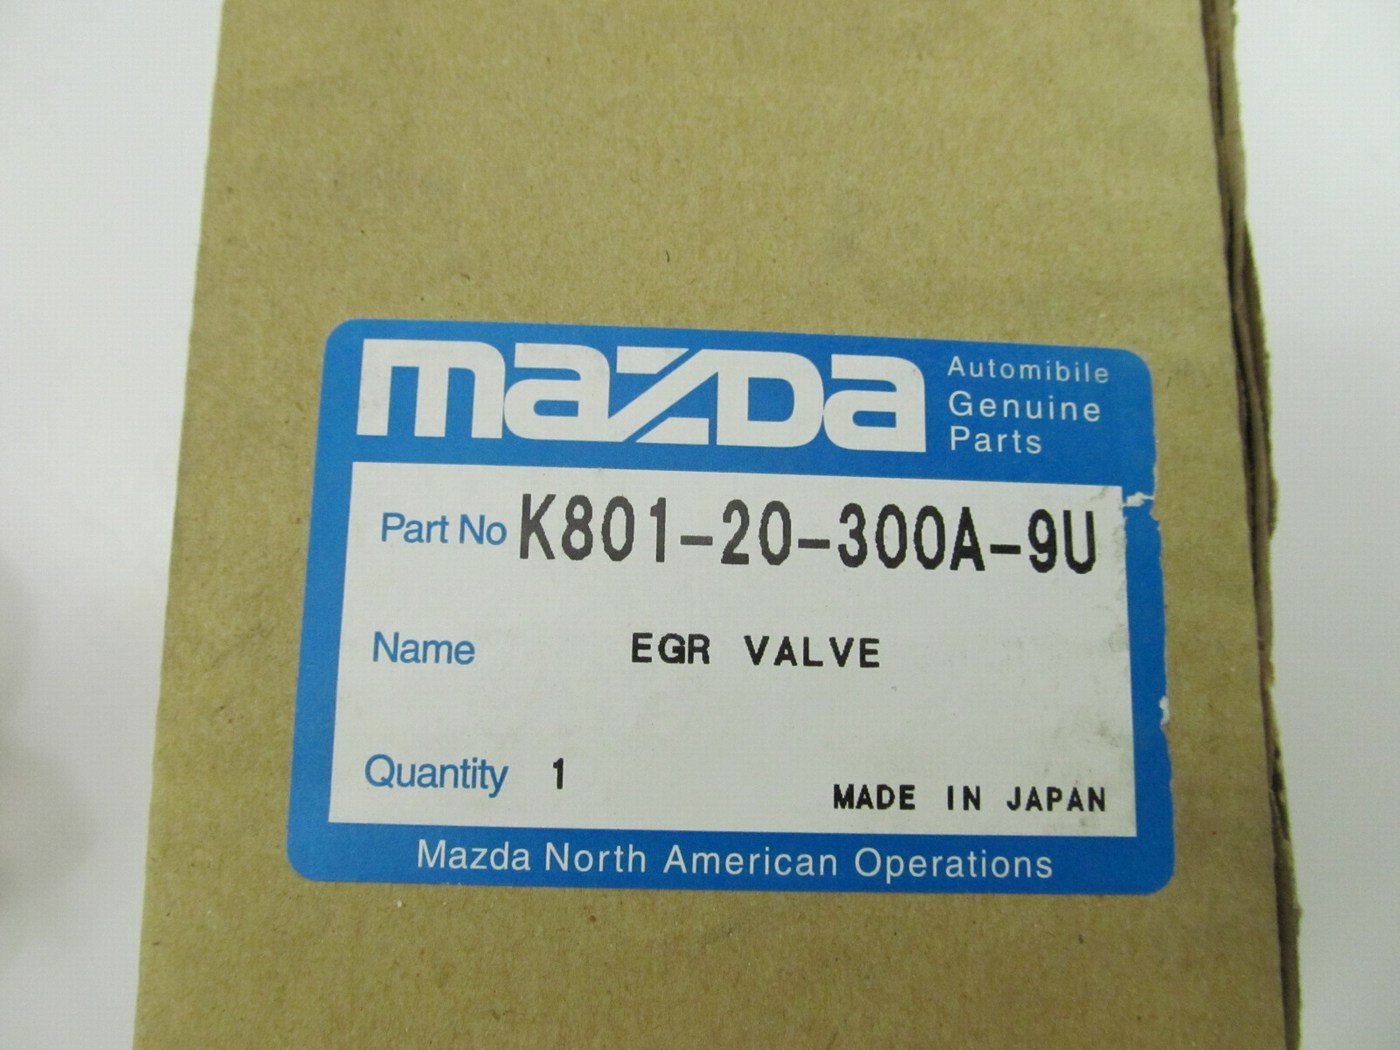 mazda
Automibile
Genuine
Parts
Part No K801-20-300A-9U
Name EGR VALVE
Quantity 1
MADE IN JAPAN
Mazda North American Operations